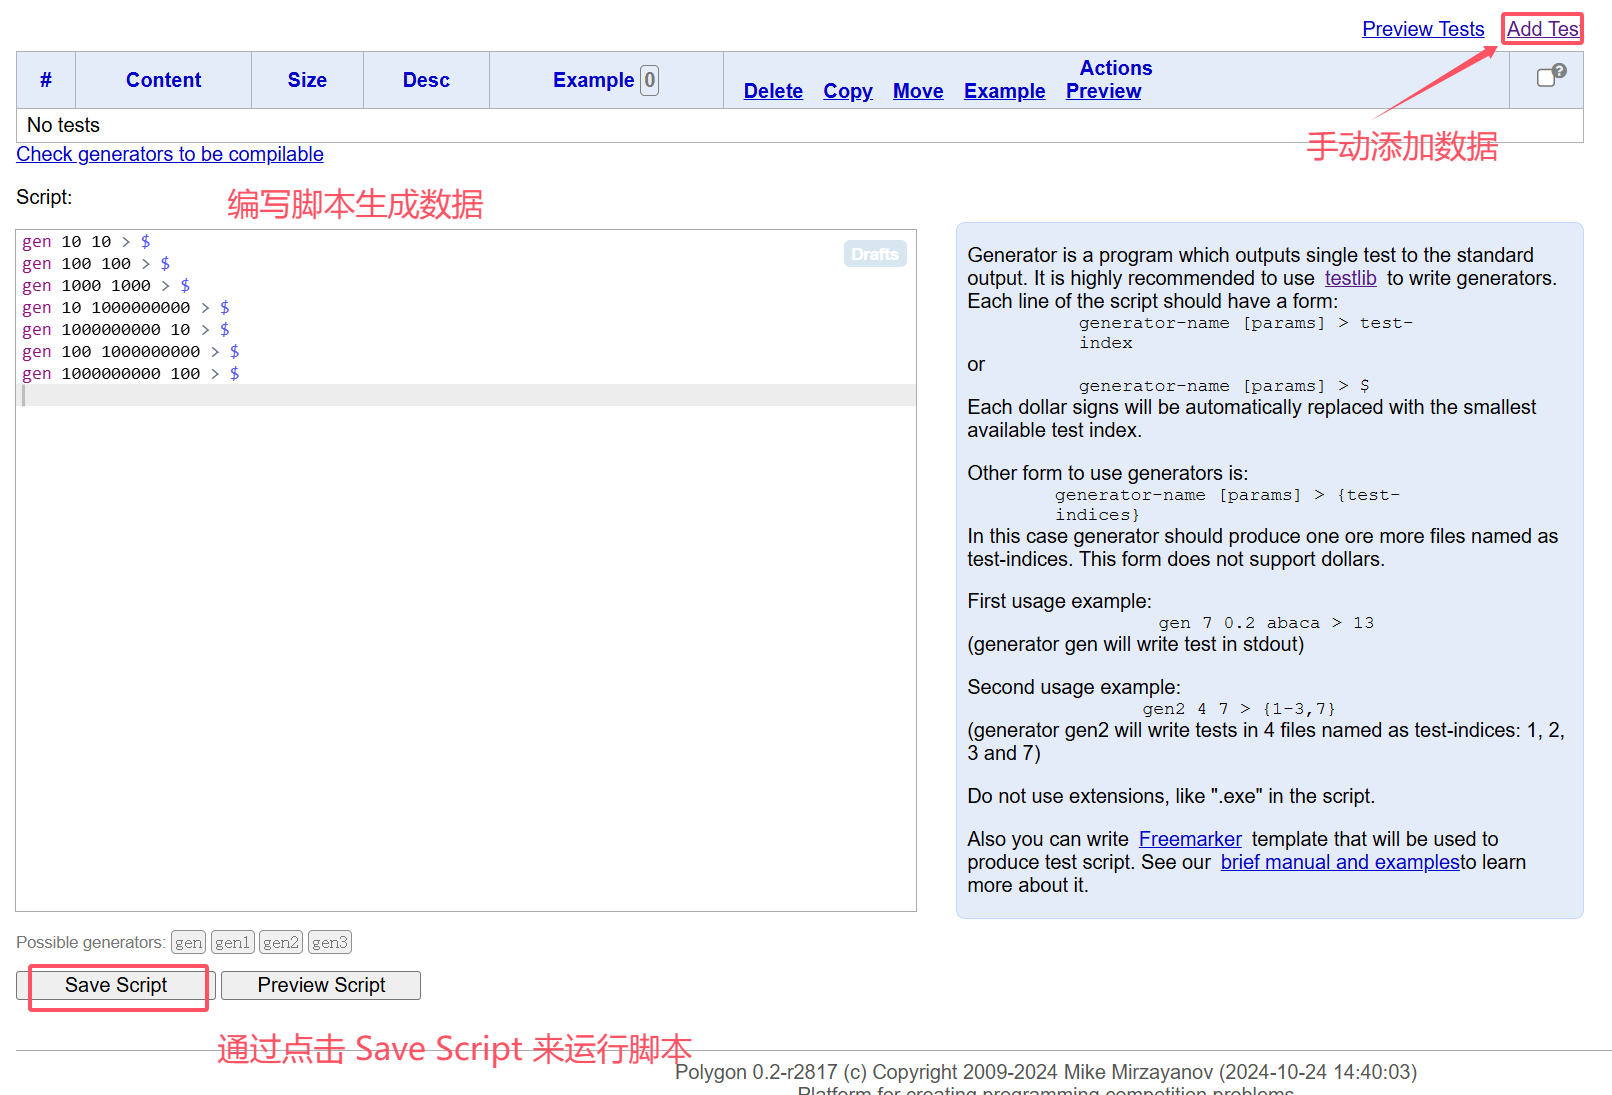 Preview Tests Add Tes
# Content Size Desc Example 0 Actions
Delete Copy Move Example Preview
?
No tests
手动添加数据
Check generators to be compilable
Script:
编写脚本生成数据
gen 10 10 > $
gen 100 100 > $
gen 1000 1000 > $
gen 10 1000000000 > $
gen 1000000000 10 > $
gen 100 1000000000 > $
gen 1000000000 100 > $
Drafts
Generator is a program which outputs single test to the standard
output. It is highly recommended to use testlib to write generators.
Each line of the script should have a form:
generator-name [params] > test-
index
or
generator-name [params] > $
Each dollar signs will be automatically replaced with the smallest
available test index.
Other form to use generators is:
generator-name [params] > {test-
indices}
In this case generator should produce one ore more files named as
test-indices. This form does not support dollars.
First usage example:
gen 7 0.2 abaca > 13
(generator gen will write test in stdout)
Second usage example:
gen2 4 7 > {1-3,7}
(generator gen2 will write tests in 4 files named as test-indices: 1, 2,
3 and 7)
Do not use extensions, like ".exe" in the script.
Also you can write Freemarker template that will be used to
produce test script. See our brief manual and examplesto learn
more about it.
Possible generators: gen gen1 gen2 gen3
Save Script Preview Script
通过点击 Save Script 来运行脚本
Polygon 0.2-r2817 (c) Copyright 2009-2024 Mike Mirzayanov (2024-10-24 14:40:03)
Platform for creating programming competition problems